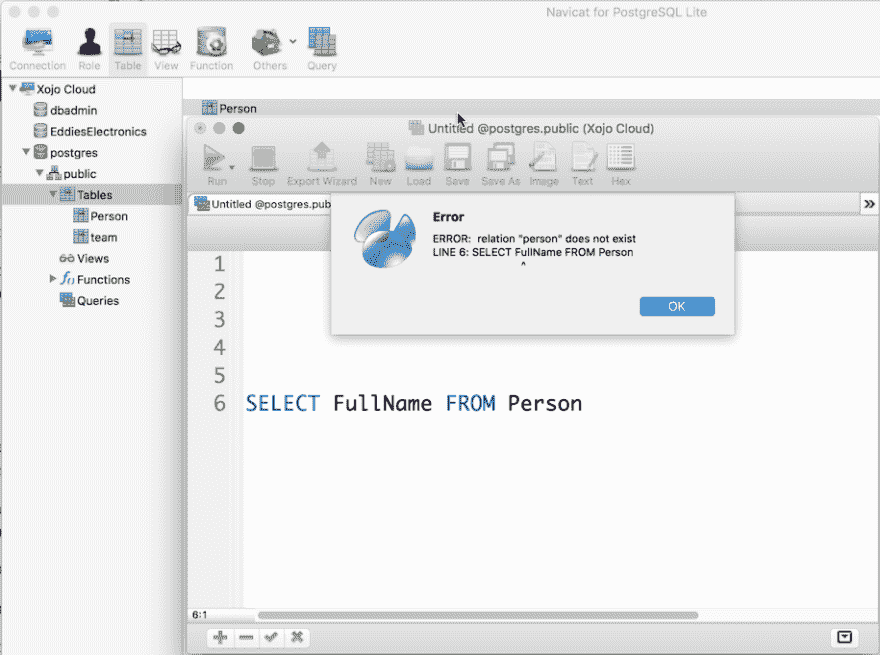 Navicat for PostgreSQL Lite
Connection Role Table View Function Others Query
Xojo Cloud
dbadmin
EddiesElectronics
postgres
public
Tables
Person
team
Views
Functions
Queries
Person
Untitled @postgres.public (Xojo Cloud)
Run Stop Export Wizard New Load Save Save As Image Text Hex
Untitled @postgres.pub
Error
ERROR:  relation "person" does not exist
LINE 6: SELECT FullName FROM Person
^
OK
1
2
3
4
5
6 SELECT FullName FROM Person
6:1